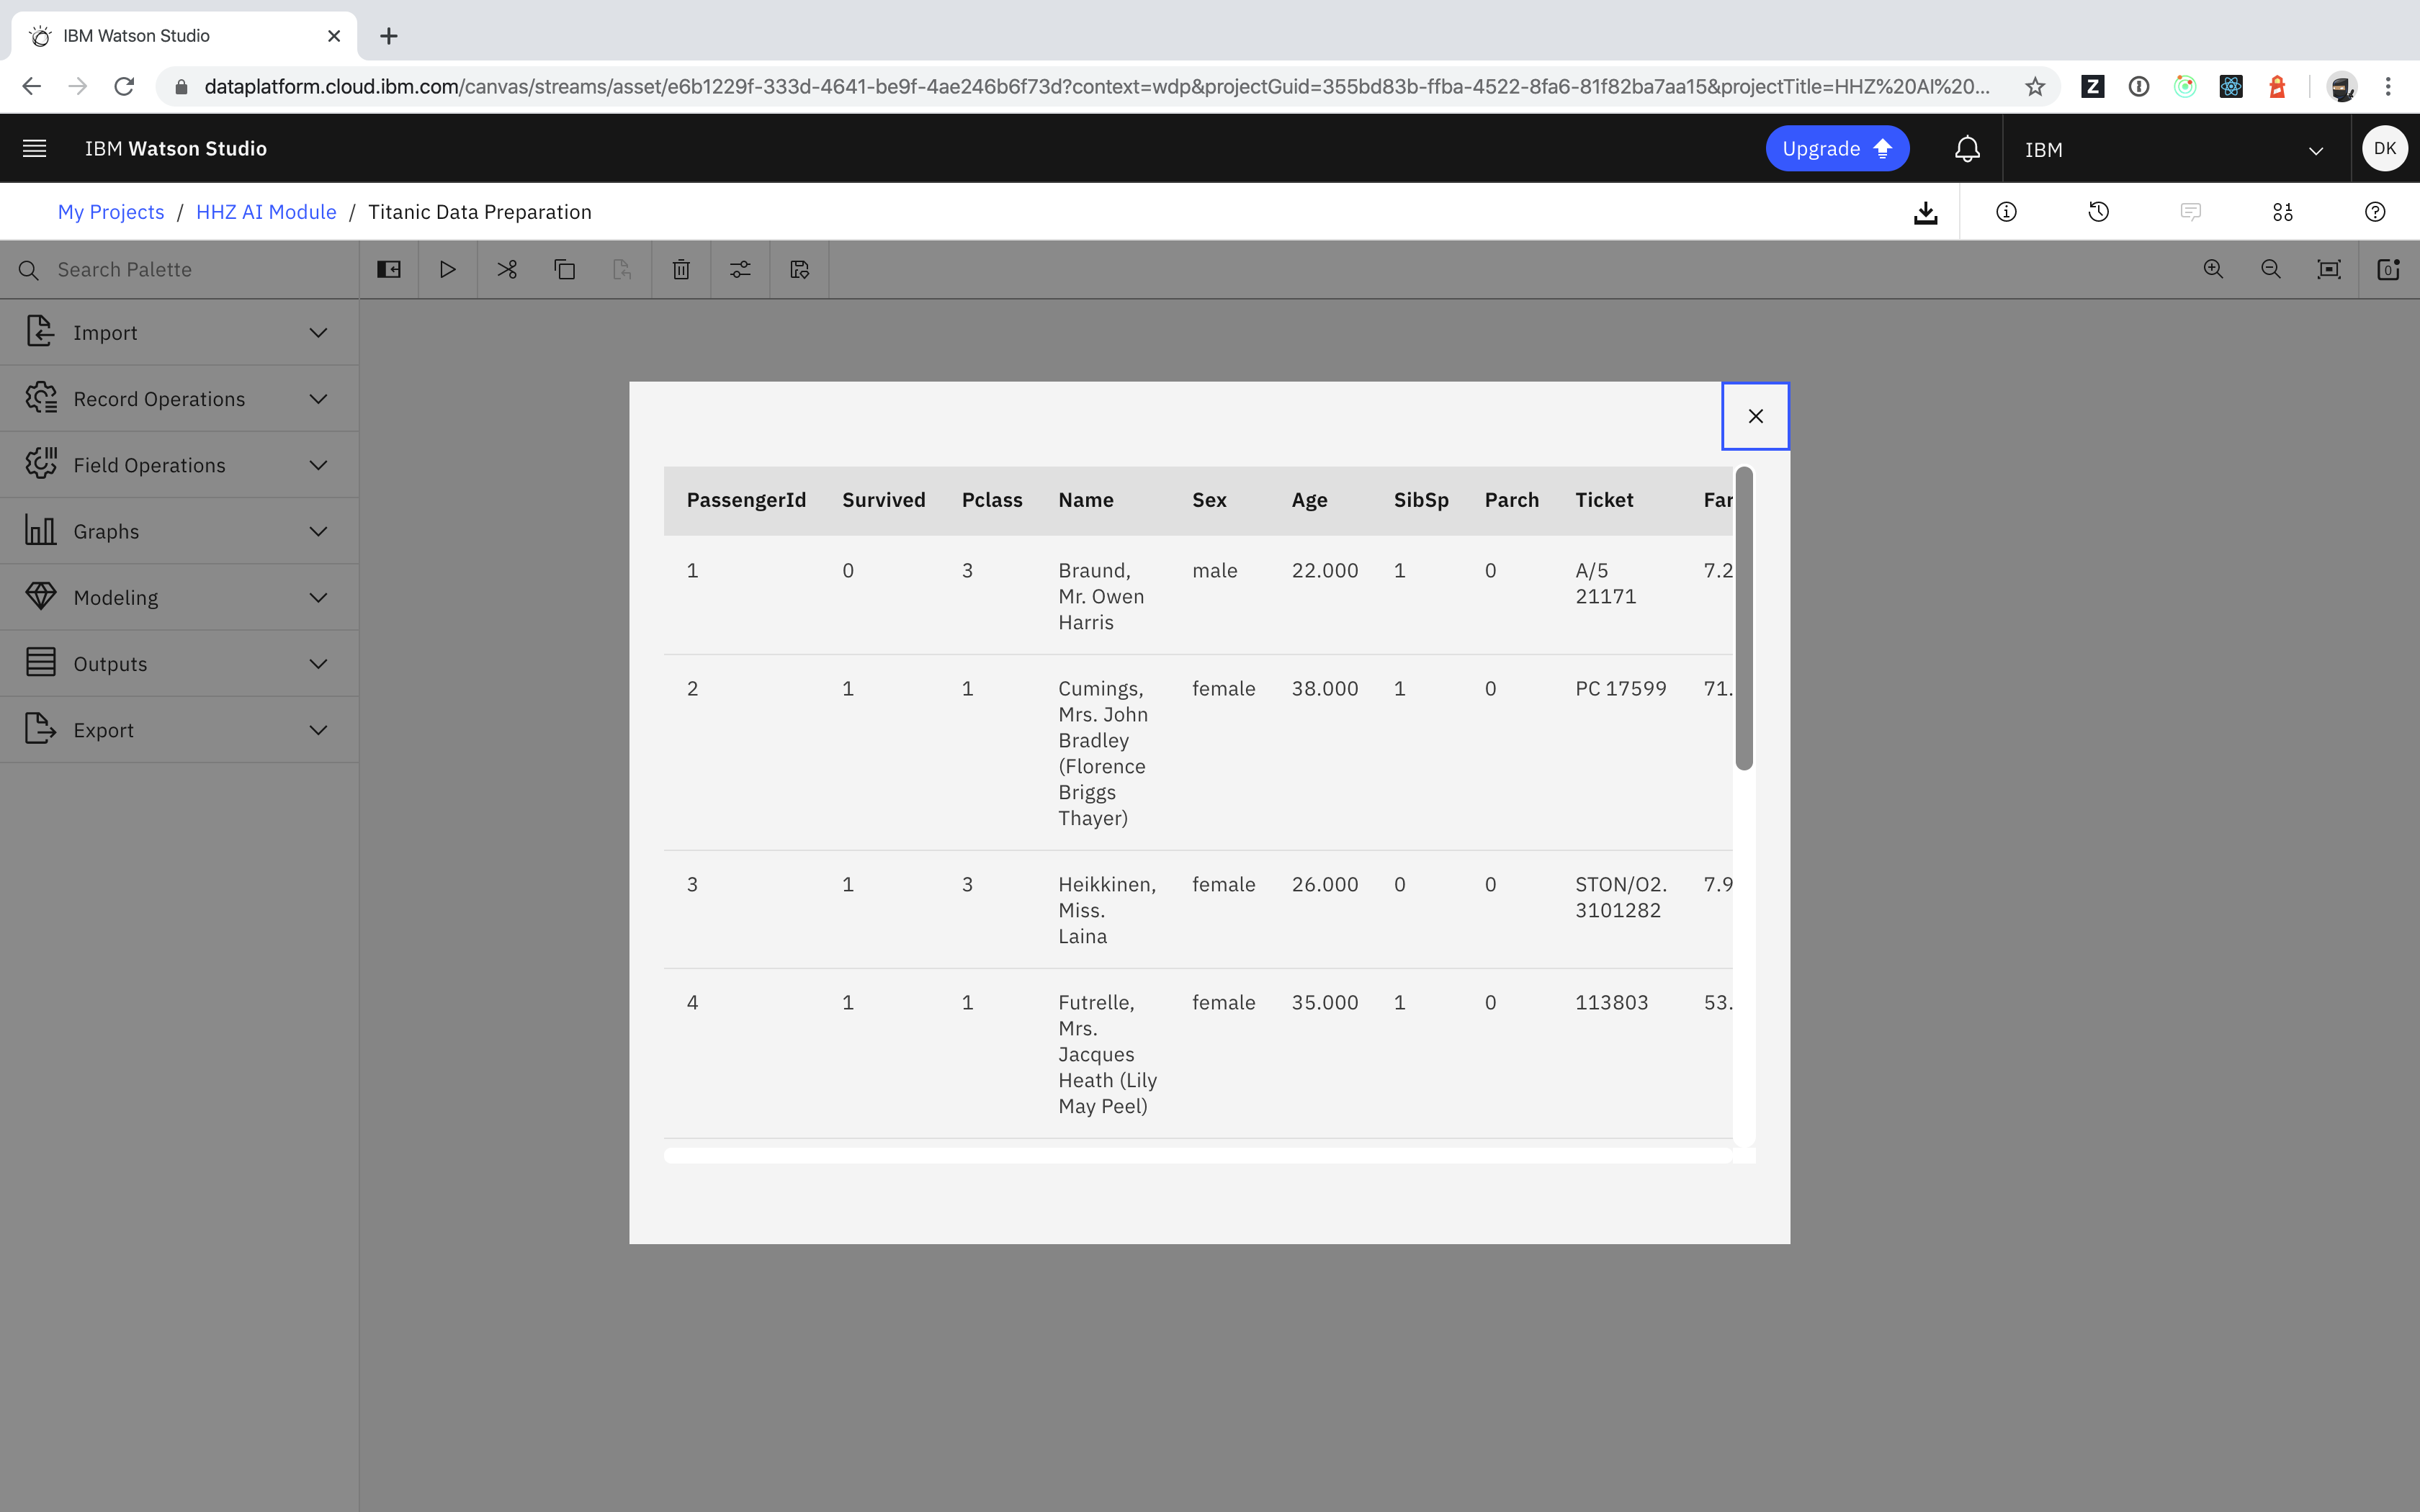 IBM Watson Studio
dataplatform.cloud.ibm.com/canvas/streams/asset/e6b1229f-333d-4641-be9f-4ae246b6f73d?context=wdp&projectGuid=355bd83b-ffba-4522-8fa6-81f82ba7aa15&projectTitle=HHZ%20AI%20...
IBM Watson Studio
Upgrade
IBM
DK
My Projects / HHZ AI Module / Titanic Data Preparation
Search Palette
Import
Record Operations
Field Operations
Graphs
Modeling
Outputs
Export
PassengerId Survived Pclass Name Sex Age SibSp Parch Ticket Far
1 0 3 Braund, male 22.000 1 0 A/5 7.2
Mr. Owen 21171
Harris
2 1 1 Cumings, female 38.000 1 0 PC 17599 71.
Mrs. John
Bradley
(Florence
Briggs
Thayer)
3 1 3 Heikkinen, female 26.000 0 0 STON/O2. 7.9
Miss. 3101282
Laina
4 1 1 Futrelle, female 35.000 1 0 113803 53.
Mrs.
Jacques
Heath (Lily
May Peel)